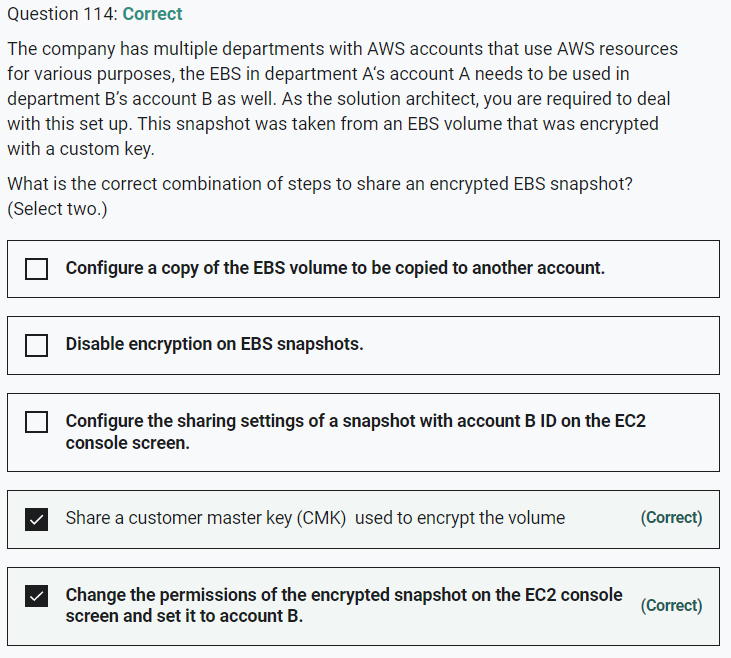 Question 114: Correct
The company has multiple departments with AWS accounts that use AWS resources
for various purposes, the EBS in department A‘s account A needs to be used in
department B’s account B as well. As the solution architect, you are required to deal
with this set up. This snapshot was taken from an EBS volume that was encrypted
with a custom key.
What is the correct combination of steps to share an encrypted EBS snapshot?
(Select two.)
Configure a copy of the EBS volume to be copied to another account.
Disable encryption on EBS snapshots.
Configure the sharing settings of a snapshot with account B ID on the EC2
console screen.
Share a customer master key (CMK)  used to encrypt the volume (Correct)
Change the permissions of the encrypted snapshot on the EC2 console
screen and set it to account B.
(Correct)